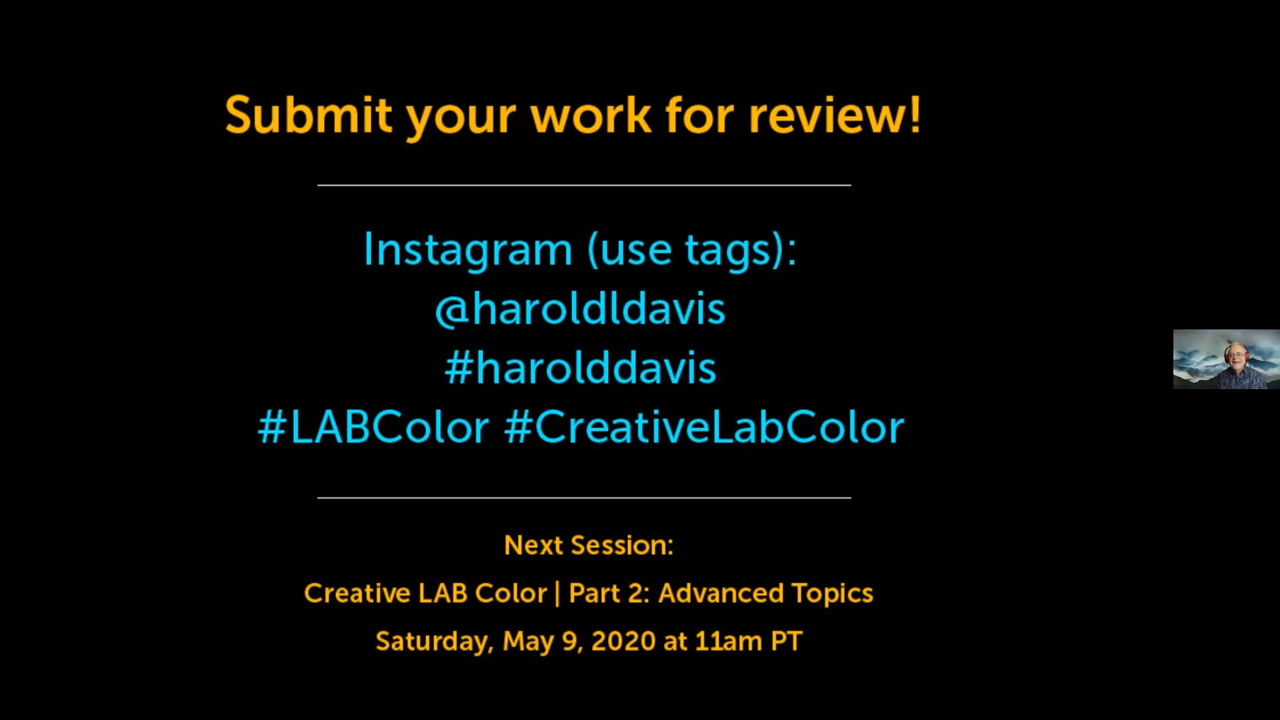 Submit your work for review!
Instagram (use tags):
@haroldldavis
#harolddavis
#LABColor #CreativeLabColor
Next Session:
Creative LAB Color | Part 2: Advanced Topics
Saturday, May 9, 2020 at 11am PT